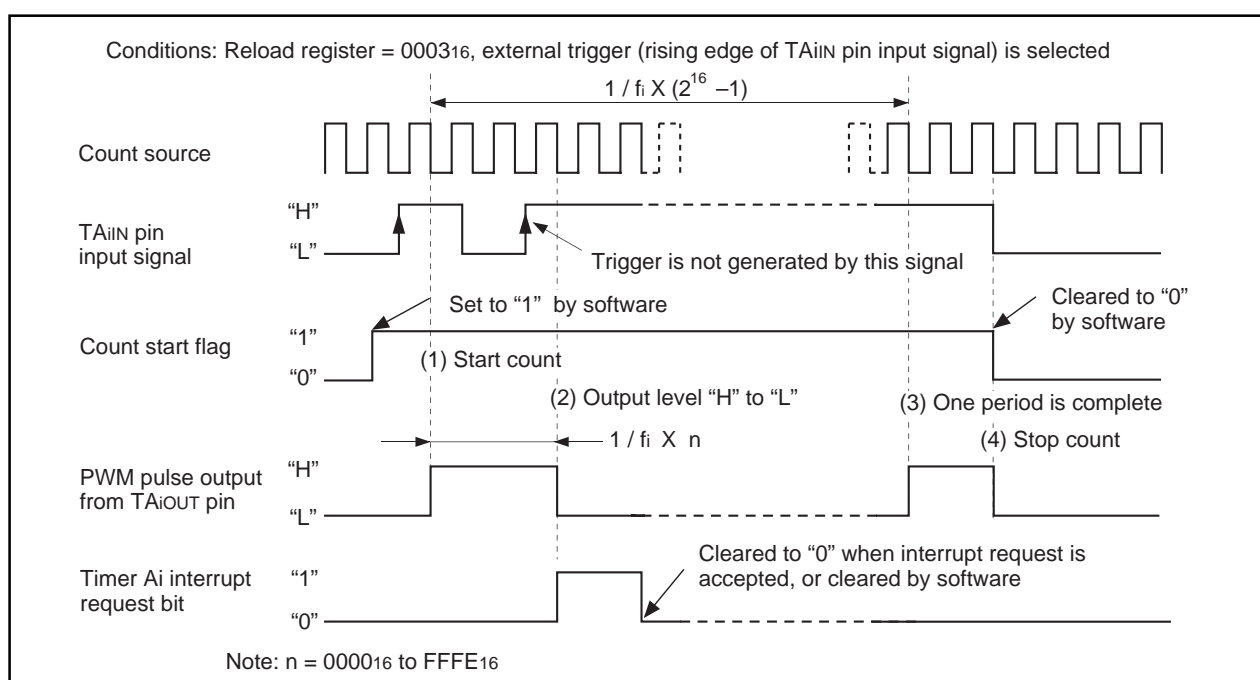 Conditions: Reload register = 000316, external trigger (rising edge of TAiIN pin input signal) is selected
1 / fi X (2^16 –1)
Count source
TAiIN pin
input signal
“H”
“L”
Trigger is not generated by this signal
Set to “1” by software
Cleared to “0”
by software
Count start flag
“1”
“0”
(1) Start count
(2) Output level “H” to “L”
(3) One period is complete
(4) Stop count
1 / fi X n
PWM pulse output
from TAiOUT pin
“H”
“L”
Cleared to “0” when interrupt request is
accepted, or cleared by software
Timer Ai interrupt
request bit
“1”
“0”
Note: n = 000016 to FFFE16